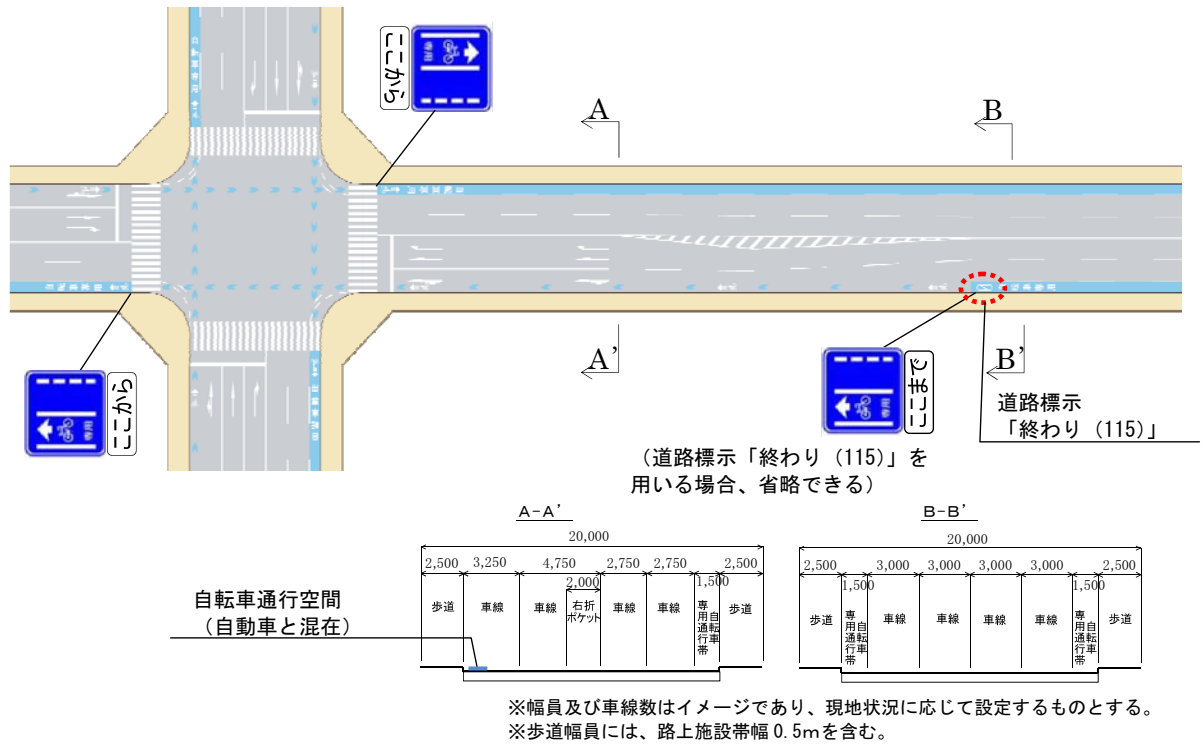 専用
ここから
A
B
専用
ここから
A'
B'
専用
ここまで
道路標示
「終わり（115）」
（道路標示「終わり（115）」を
用いる場合、省略できる）
A-A'
20,000
2,500 3,250 4,750 2,750 2,750 1,500 2,500
2,000
歩道 車線 車線 右折ポケット 車線 車線 自転車専用通行帯 歩道
自転車通行空間
（自動車と混在）
B-B'
20,000
2,500 1,500 3,000 3,000 3,000 3,000 1,500 2,500
歩道 自転車専用通行帯 車線 車線 車線 車線 自転車専用通行帯 歩道
※幅員及び車線数はイメージであり、現地状況に応じて設定するものとする。
※歩道幅員には、路上施設帯幅0.5mを含む。